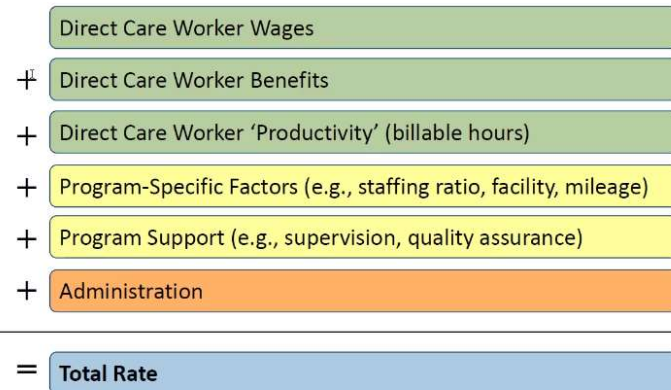 Direct Care Worker Wages
+ Direct Care Worker Benefits
+ Direct Care Worker ‘Productivity’ (billable hours)
+ Program-Specific Factors (e.g., staffing ratio, facility, mileage)
+ Program Support (e.g., supervision, quality assurance)
+ Administration
= Total Rate